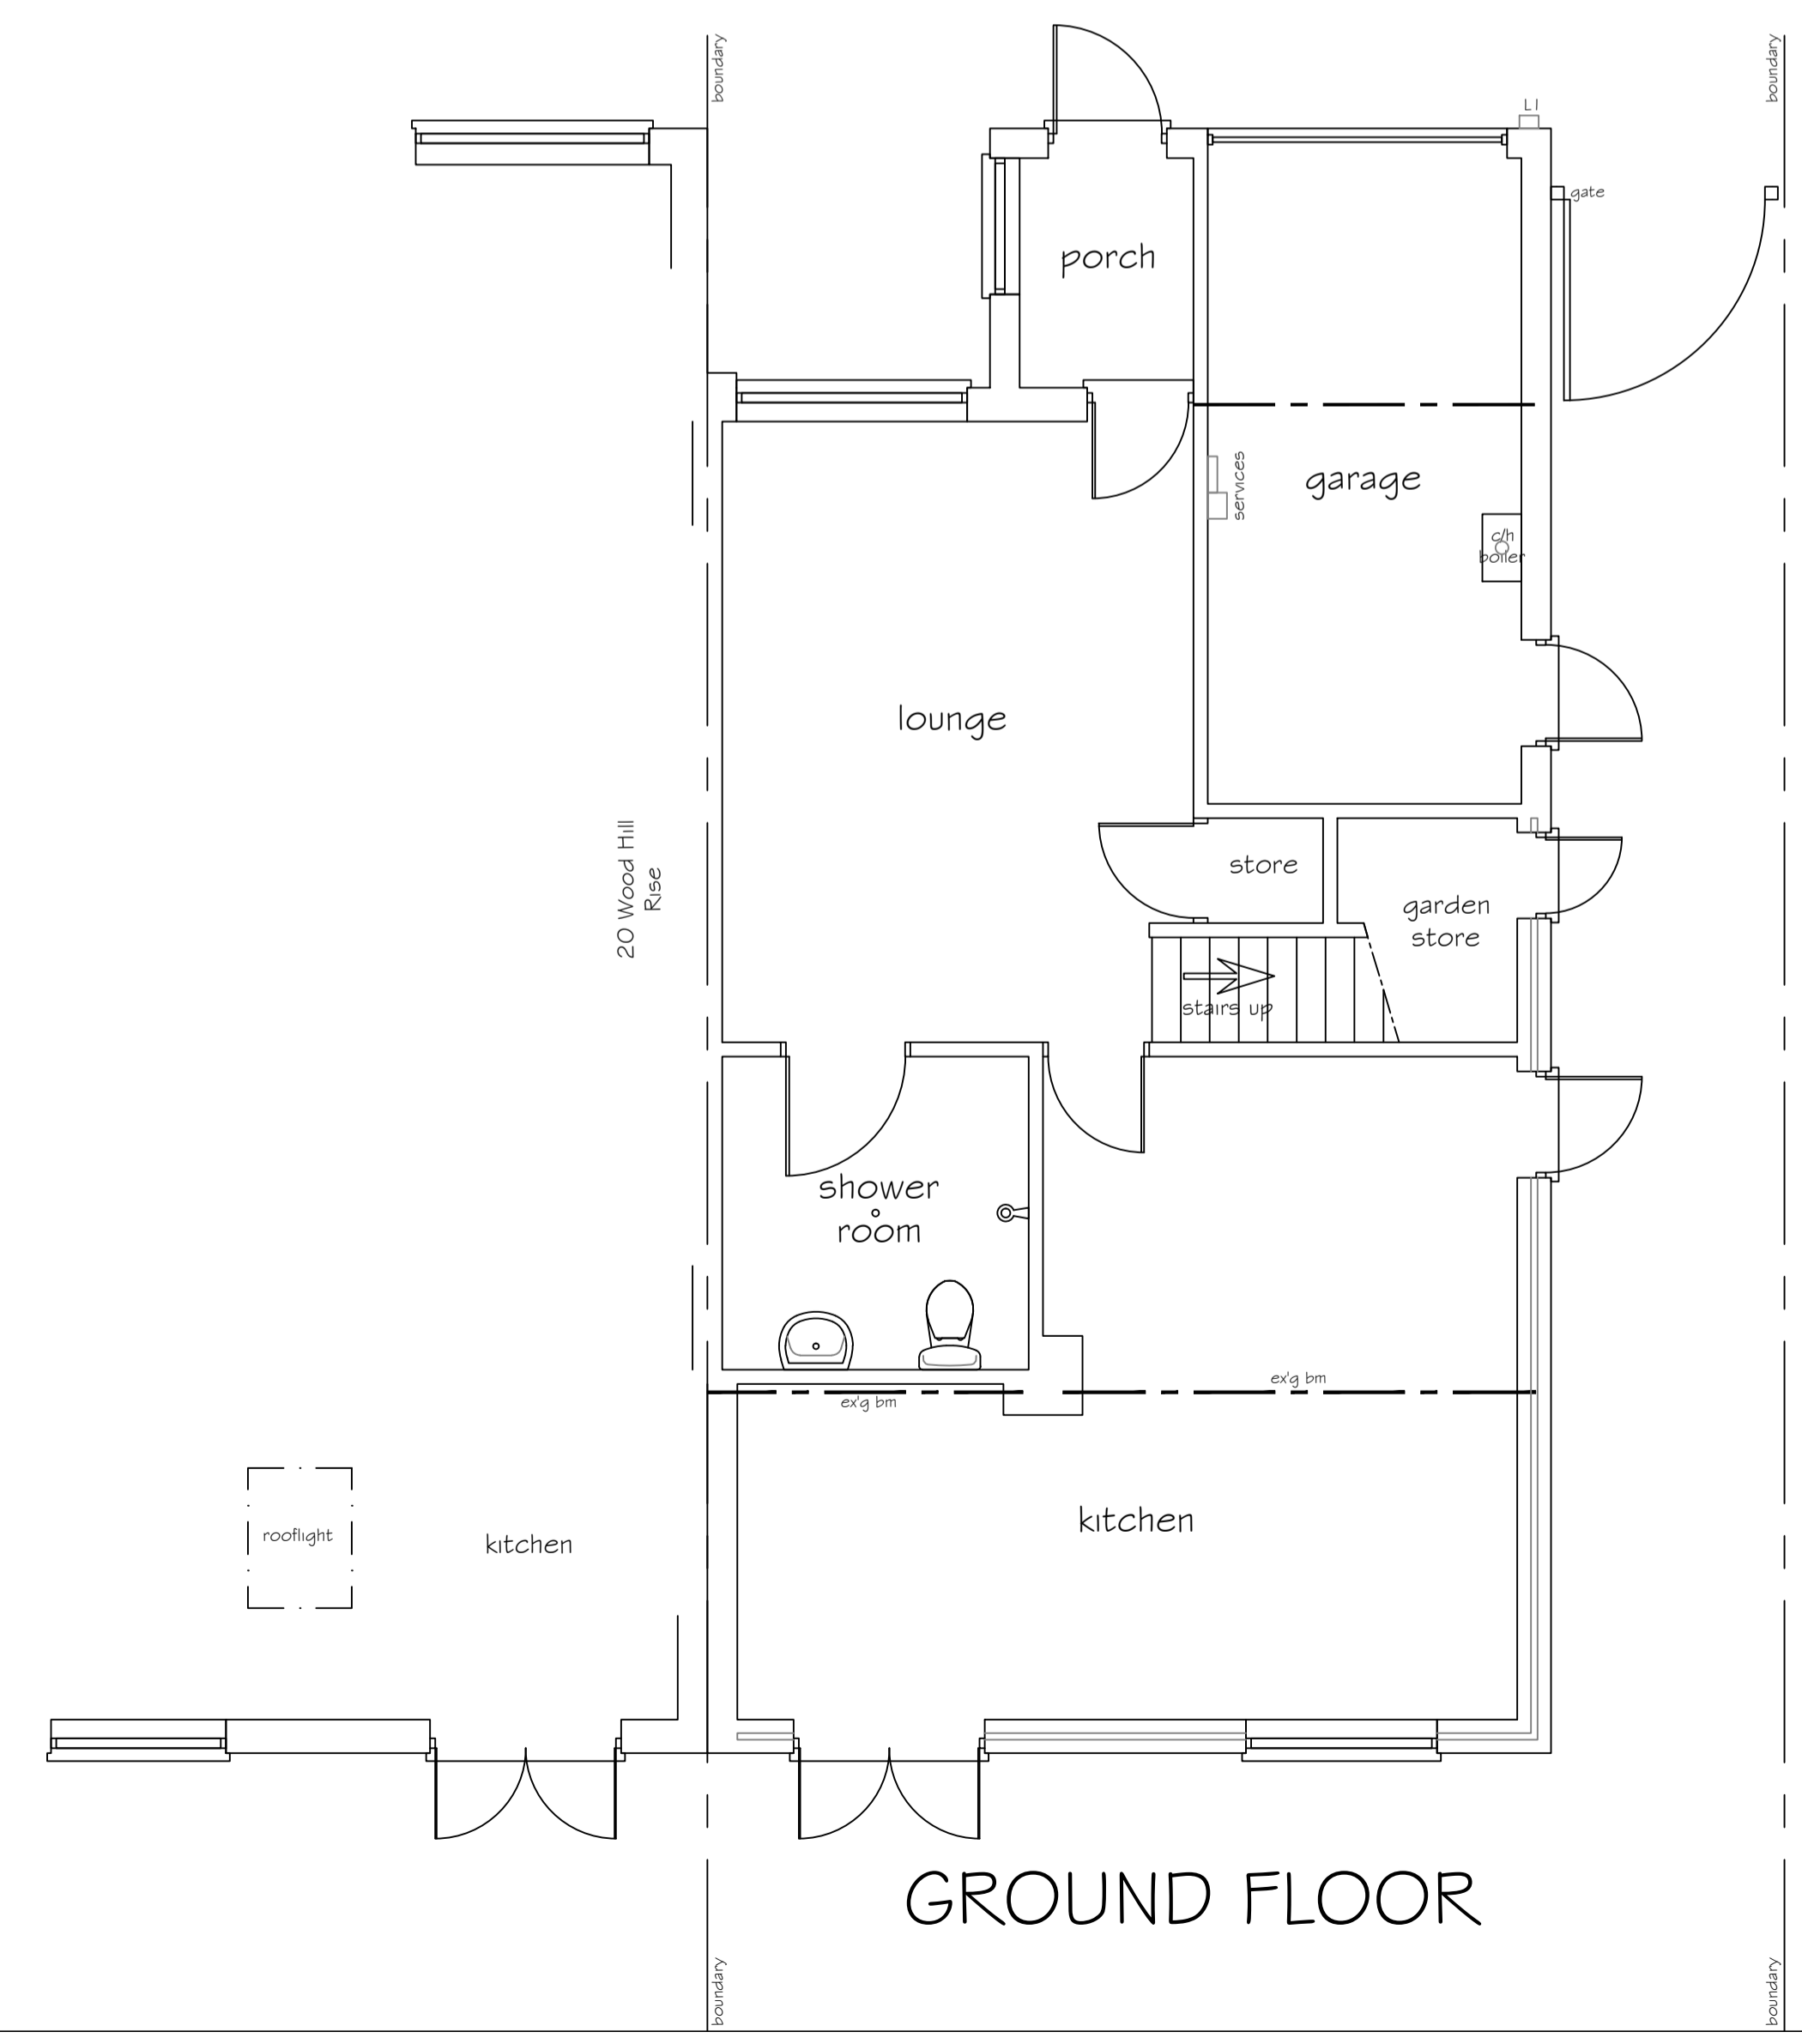 boundary
boundary
L1
gate
porch
garage
services
c/h
boiler
lounge
20 Wood Hill
Rise
store
garden
store
stairs up
shower
room
ex'g bm
ex'g bm
kitchen
rooflight
kitchen
GROUND FLOOR
boundary
boundary